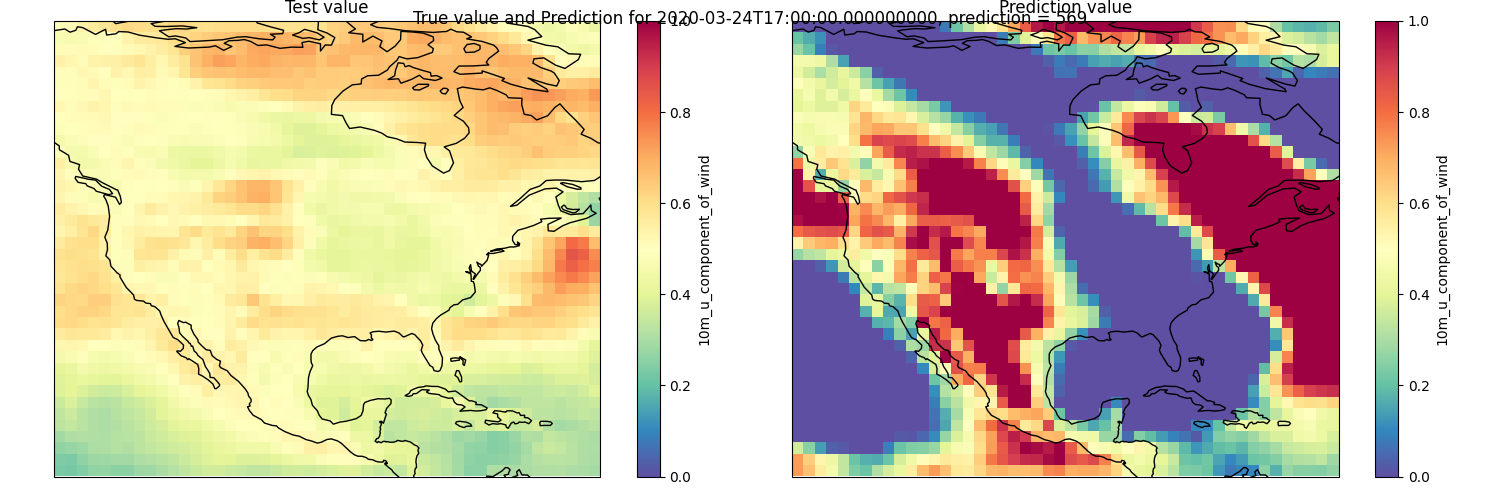 Test value
True value and Prediction for 2020-03-24T17:00:00.000000000 prediction = 569
Prediction value
1.0
0.8
0.6
0.4
0.2
0.0
10m_u_component_of_wind
1.0
0.8
0.6
0.4
0.2
0.0
10m_u_component_of_wind